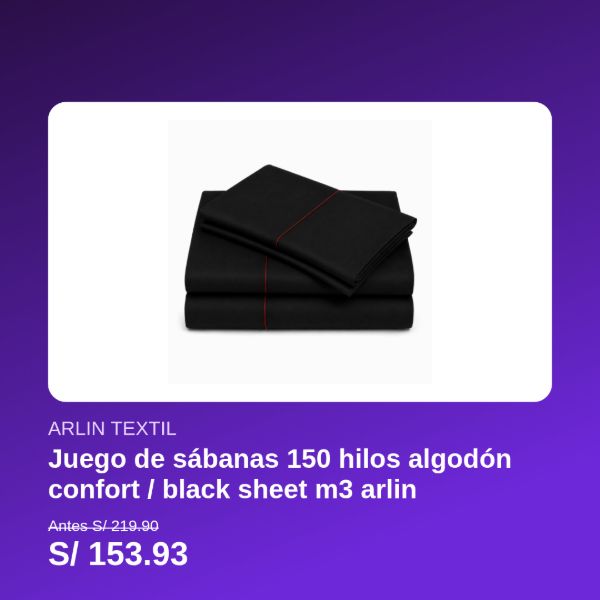 ARLIN TEXTIL
Juego de sábanas 150 hilos algodón
confort / black sheet m3 arlin
Antes S/ 219.90
S/ 153.93